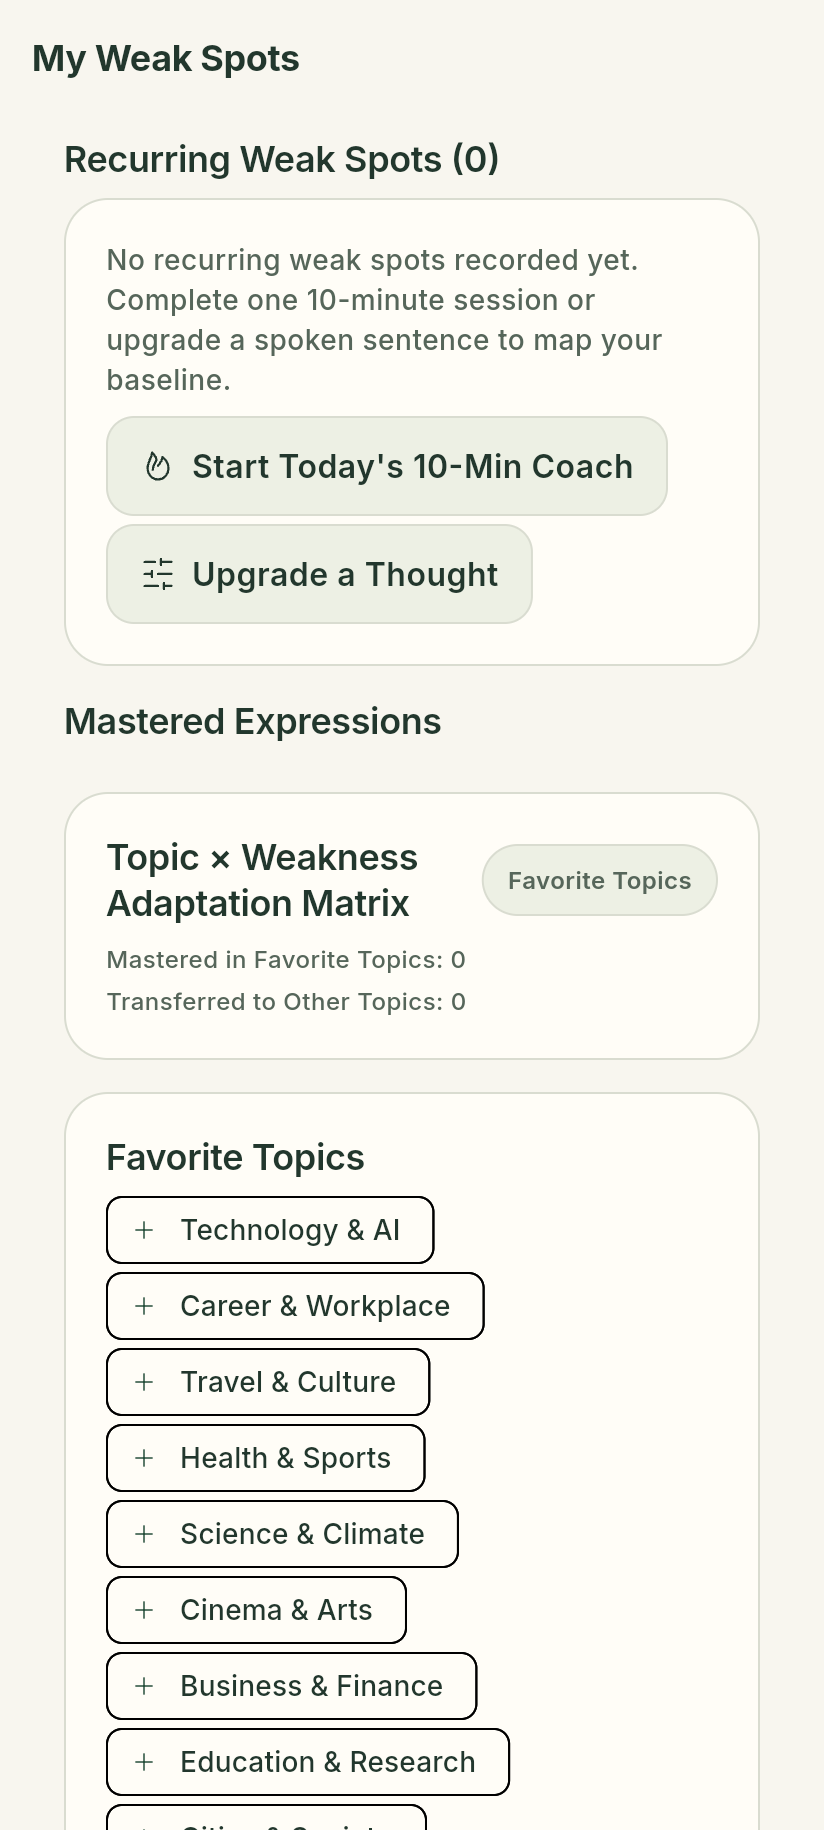 My Weak Spots
Recurring Weak Spots (0)
No recurring weak spots recorded yet.
Complete one 10-minute session or
upgrade a spoken sentence to map your
baseline.
Start Today's 10-Min Coach
Upgrade a Thought
Mastered Expressions
Topic × Weakness
Adaptation Matrix
Favorite Topics
Mastered in Favorite Topics: 0
Transferred to Other Topics: 0
Favorite Topics
Technology & AI
Career & Workplace
Travel & Culture
Health & Sports
Science & Climate
Cinema & Arts
Business & Finance
Education & Research